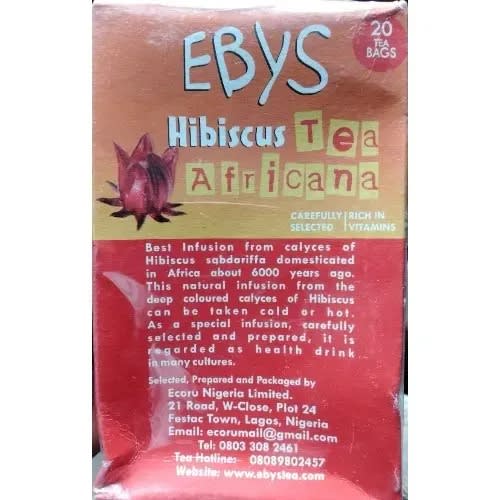 EBYS
20
TEA
BAGS
Hibiscus Tea
Africana
CAREFULLY
SELECTED
RICH IN
VITAMINS
Best Infusion from calyces of
Hibiscus sabdariffa domesticated
in Africa about 6000 years ago.
This natural infusion from the
deep coloured calyces of Hibiscus
can be taken cold or hot.
As a special infusion, carefully
selected and prepared, it is
regarded as health drink
in many cultures.
Selected, Prepared and Packaged by
Ecoru Nigeria Limited.
21 Road, W-Close, Plot 24
Festac Town, Lagos, Nigeria
Email: ecorumail@gmail.com
Tel: 0803 308 2461
Tea Hotline: 08089802457
Website: www.ebystea.com